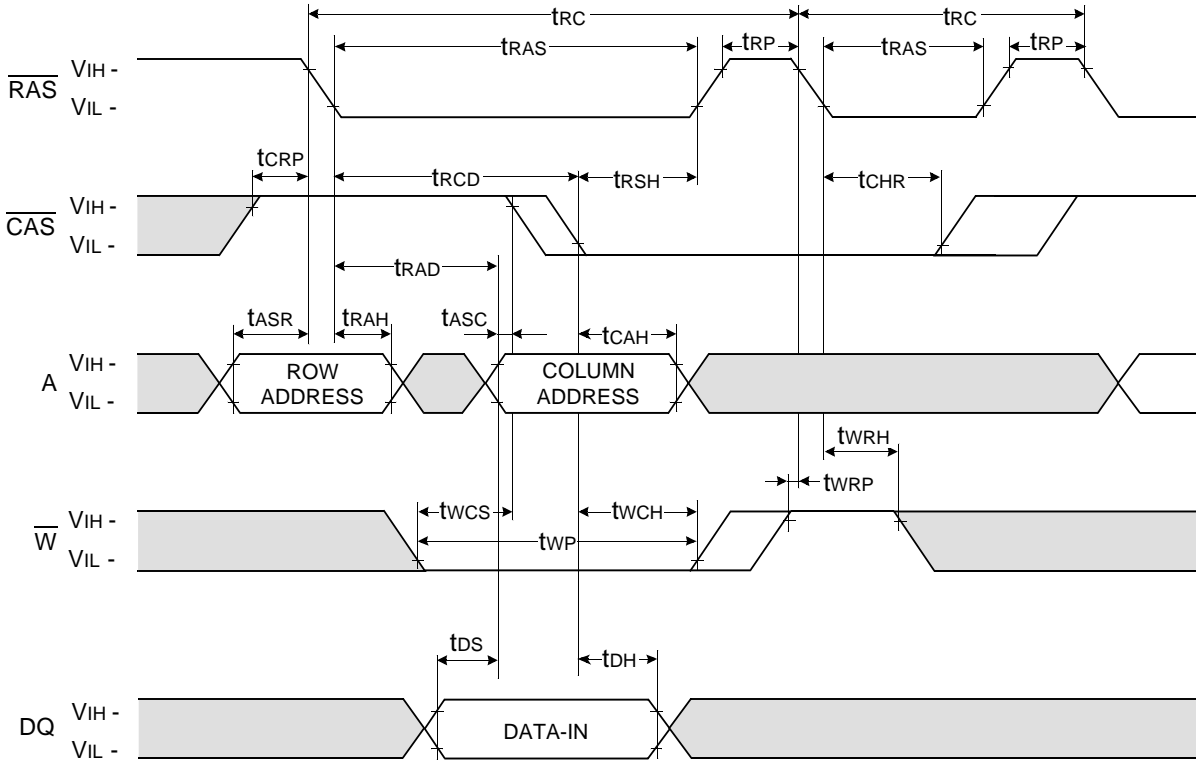 tRC tRC
tRAS tRP tRAS tRP
RAS VIH -
VIL -
tCRP tRCD tRSH tCHR
CAS VIH -
VIL -
tRAD
tASR tRAH tASC tCAH
A VIH -
VIL -
ROW
ADDRESS
COLUMN
ADDRESS
tWRH
tWRP
tWCS tWCH
W VIH -
VIL -
tWP
tDS tDH
DQ VIH -
VIL -
DATA-IN